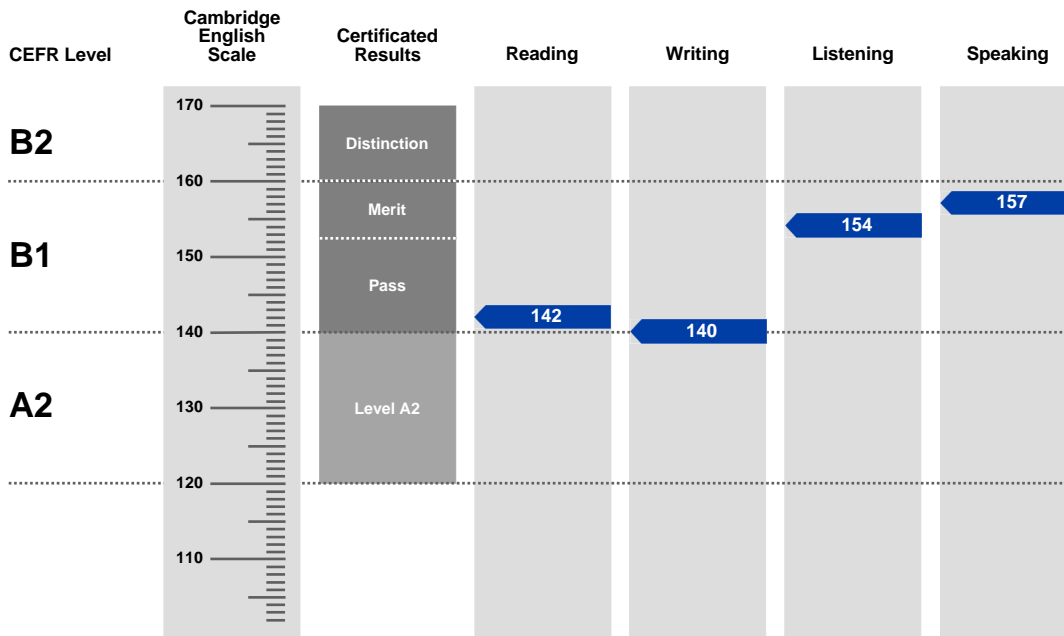 CEFR Level
Cambridge
English
Scale
Certificated
Results
Reading
Writing
Listening
Speaking
170
B2
Distinction
160
Merit
157
154
B1
150
Pass
142
140
140
A2
130
Level A2
120
110